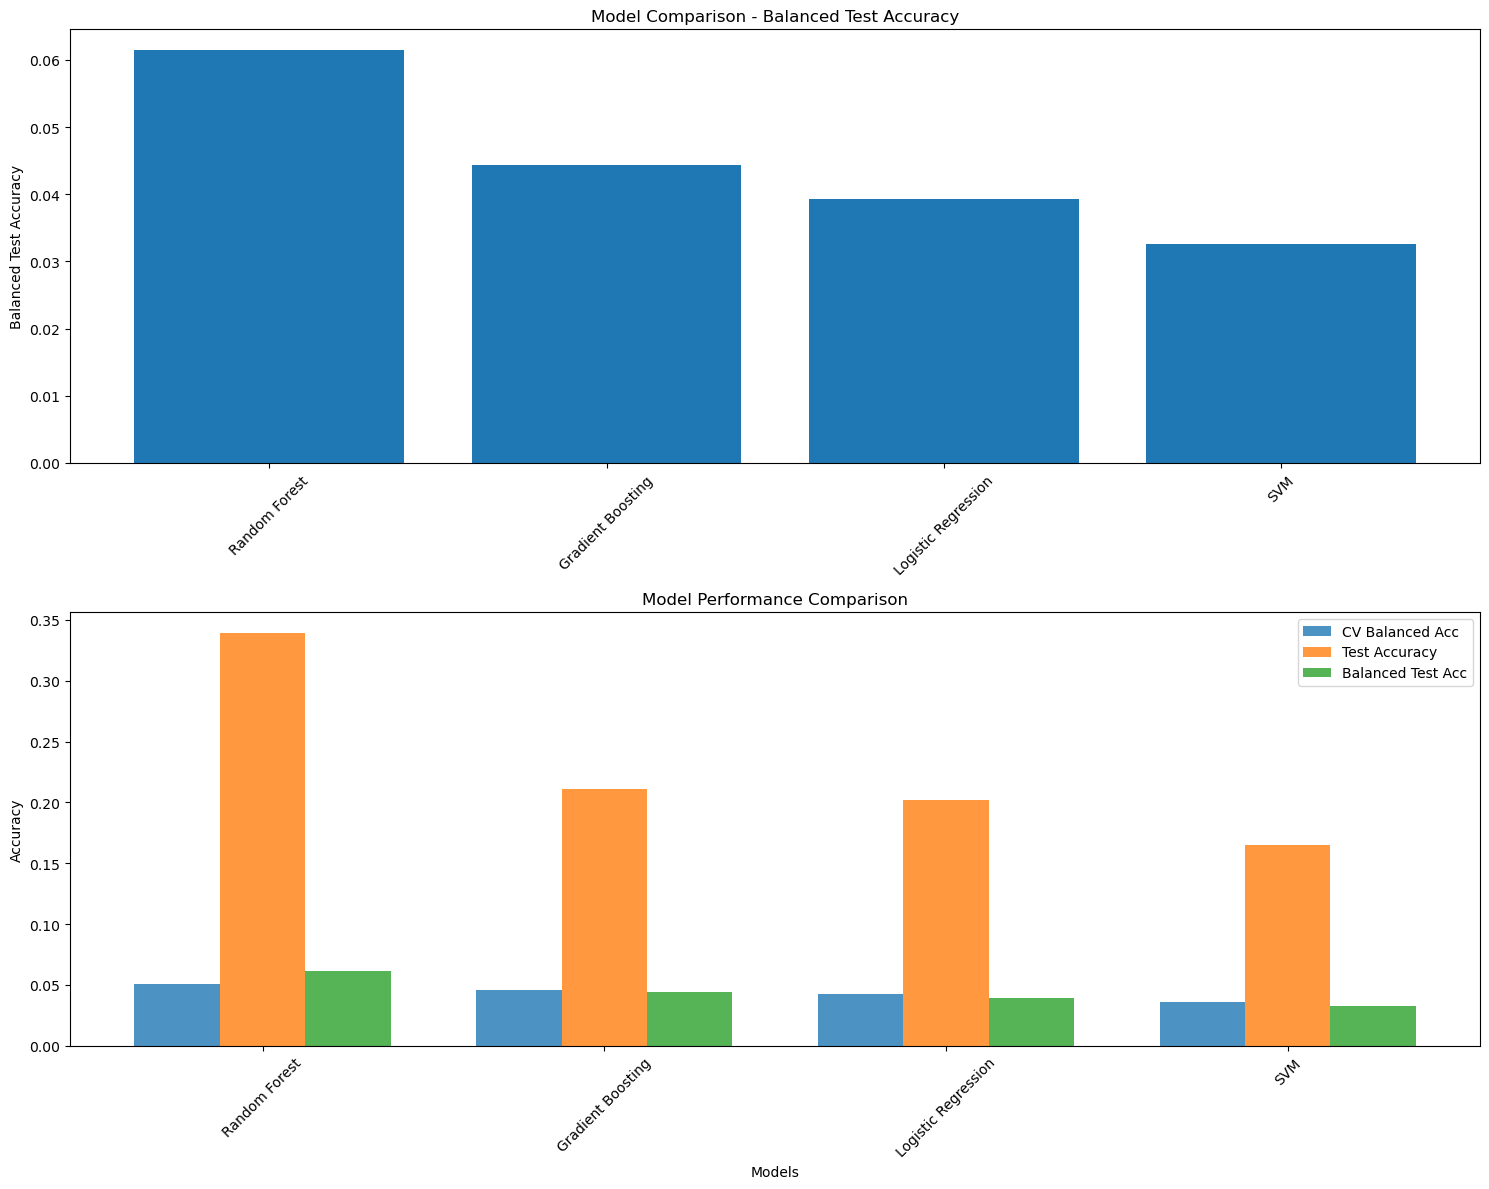 Model Comparison - Balanced Test Accuracy
Balanced Test Accuracy
0.06
0.05
0.04
0.03
0.02
0.01
0.00
Random Forest
Gradient Boosting
Logistic Regression
SVM
Model Performance Comparison
Accuracy
0.35
0.30
0.25
0.20
0.15
0.10
0.05
0.00
CV Balanced Acc
Test Accuracy
Balanced Test Acc
Random Forest
Gradient Boosting
Logistic Regression
SVM
Models